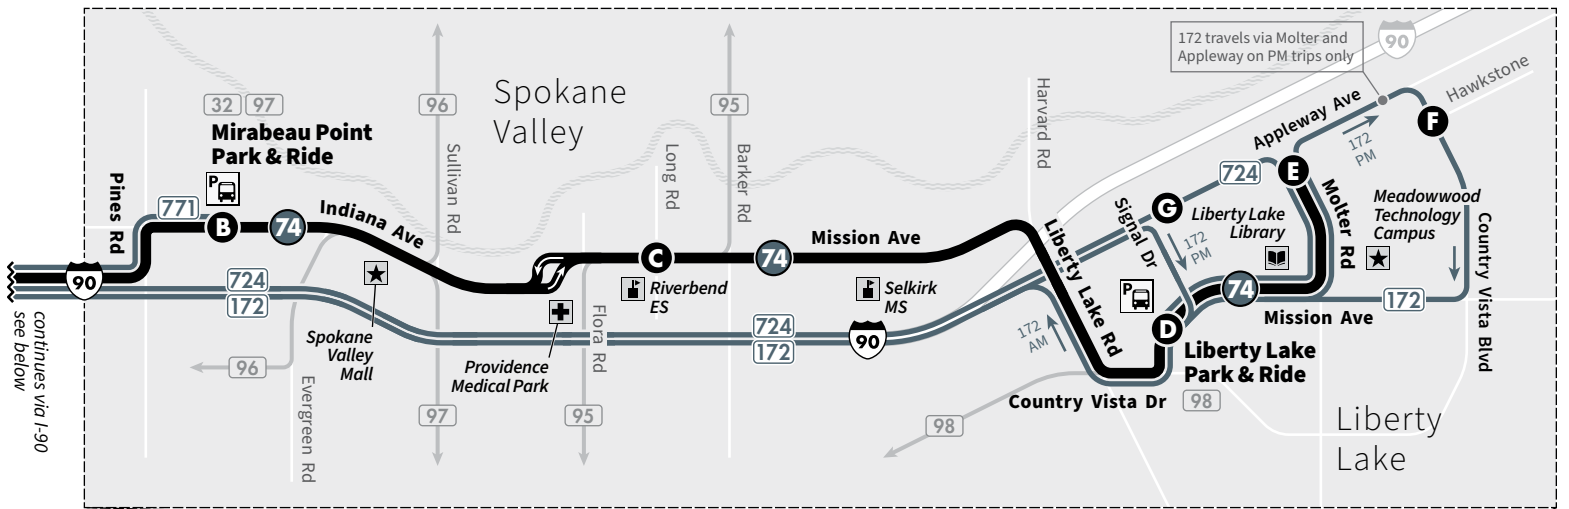 172 travels via Molter and
Appleway on PM trips only
90
Hawkstone
Spokane
Valley
Harvard Rd
Appleway Ave
F
172
PM
32
97
96
95
Mirabeau Point
Park & Ride
P
Sullivan Rd
Long Rd
Barker Rd
Pines Rd
771
B
74
Indiana Ave
724
E
Molter Rd
Meadowwood
Technology
Campus
G
Signal Dr
Liberty Lake
Library
Country Vista Blvd
C
74
Mission Ave
Liberty Lake Rd
172
PM
90
724
172
Riverbend
ES
Selkirk
MS
P
74
172
Mission Ave
Spokane
Valley
Mall
Providence
Medical Park
Flora Rd
724
172
90
172
AM
D
Liberty Lake
Park & Ride
continues via I-90
see below
96
Evergreen Rd
97
95
98
Country Vista Dr
98
Liberty
Lake